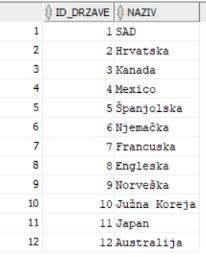 ID_DRZAVE NAZIV
1 1 SAD
2 2 Hrvatska
3 3 Kanada
4 4 Mexico
5 5 Španjolska
6 6 Njemačka
7 7 Francuska
8 8 Engleska
9 9 Norveška
10 10 Južna Koreja
11 11 Japan
12 12 Australija